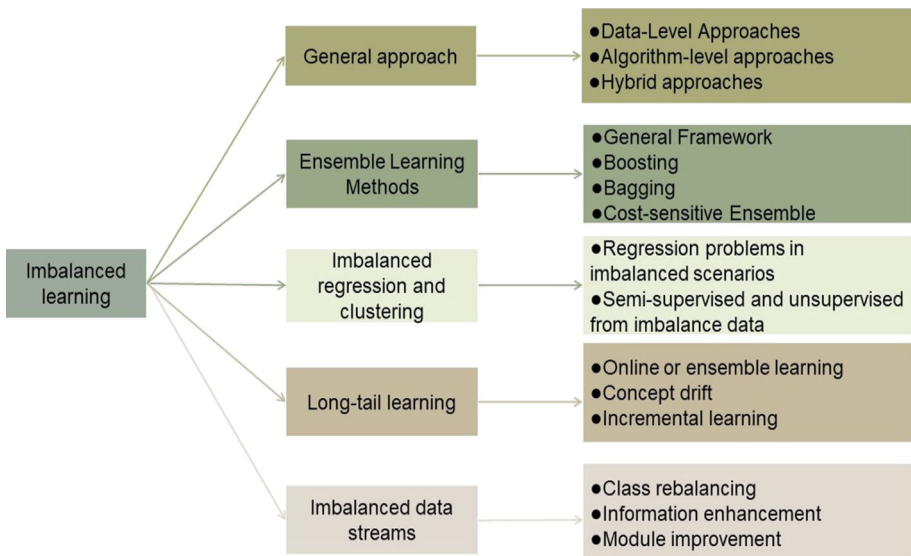 Imbalanced
learning
General approach
●Data-Level Approaches
●Algorithm-level approaches
●Hybrid approaches
Ensemble Learning
Methods
●General Framework
●Boosting
●Bagging
●Cost-sensitive Ensemble
Imbalanced
regression and
clustering
●Regression problems in
imbalanced scenarios
●Semi-supervised and unsupervised
from imbalance data
Long-tail learning
●Online or ensemble learning
●Concept drift
●Incremental learning
Imbalanced data
streams
●Class rebalancing
●Information enhancement
●Module improvement